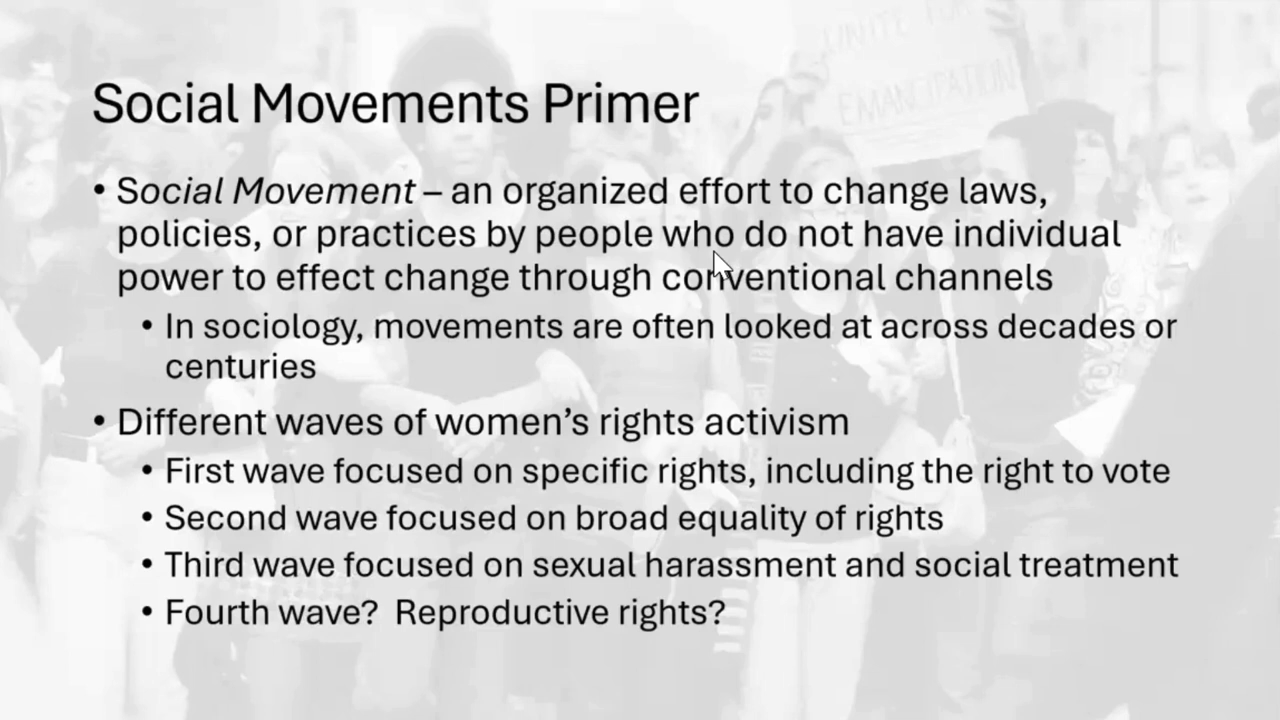 UNITE FOR
EMANCIPATION
Social Movements Primer
• Social Movement – an organized effort to change laws,
policies, or practices by people who do not have individual
power to effect change through conventional channels
• In sociology, movements are often looked at across decades or
centuries
• Different waves of women’s rights activism
• First wave focused on specific rights, including the right to vote
• Second wave focused on broad equality of rights
• Third wave focused on sexual harassment and social treatment
• Fourth wave?  Reproductive rights?